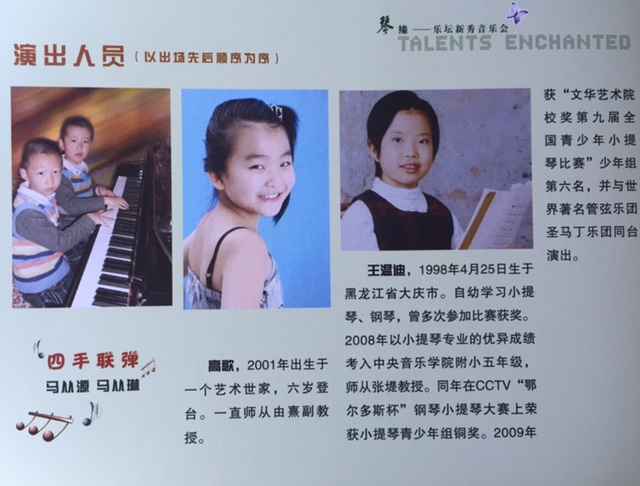 琴缘——乐坛新秀音乐会
TALENTS ENCHANTED
演出人员（以出场先后顺序为序）
四手联弹
马从源 马从琳
高歌，2001年出生于
一个艺术世家，六岁登
台。一直师从由熹副教
授。
王温迪，1998年4月25日生于
黑龙江省大庆市。自幼学习小提
琴、钢琴，曾多次参加比赛获奖。
2008年以小提琴专业的优异成绩
考入中央音乐学院附小五年级，
师从张堤教授。同年在CCTV“鄂
尔多斯杯”钢琴小提琴大赛上荣
获小提琴青少年组铜奖。2009年
获“文华艺术院
校奖第九届全
国青少年小提
琴比赛”少年组
第六名，并与世
界著名管弦乐团
圣马丁乐团同台
演出。